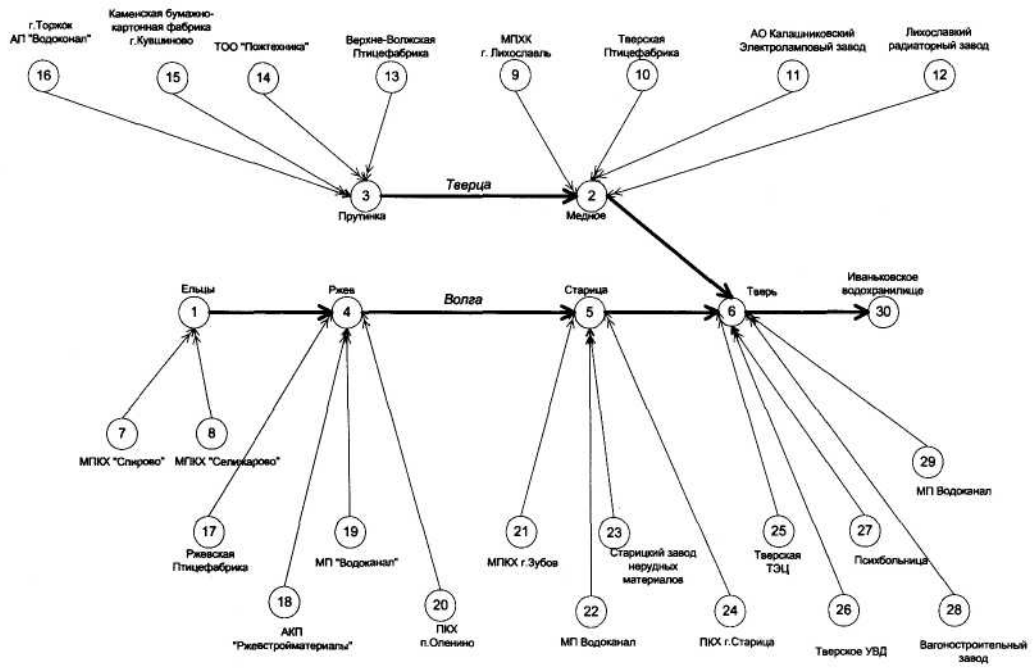 г.Торжок
АП "Водоконал"
16
Каменская бумажно-
картонная фабрика
г.Кувшиново
15
ТОО "Пожтехника"
14
Верхне-Волжская
Птицефабрика
13
МПХК
г. Лихославль
9
Тверская
Птицефабрика
10
АО Калашниковский
Электроламповый завод
11
Лихославкий
радиаторный завод
12
3
Прутинка
Тверца
2
Медное
Ельцы
1
Ржев
4
Волга
Старица
5
Тверь
6
Иваньковское
водохранилище
30
7
МПКХ "Спирово"
8
МПКХ "Селижарово"
17
Ржевская
Птицефабрика
18
АКП
"Ржевстройматериалы"
19
МП "Водоканал"
20
ПКХ
п.Оленино
21
МПКХ г.Зубов
22
МП Водоканал
23
Старицкий завод
нерудных
материалов
24
ПКХ г.Старица
25
Тверская
ТЭЦ
26
Тверское УВД
27
Психбольница
28
Вагоностроительный
завод
29
МП Водоканал